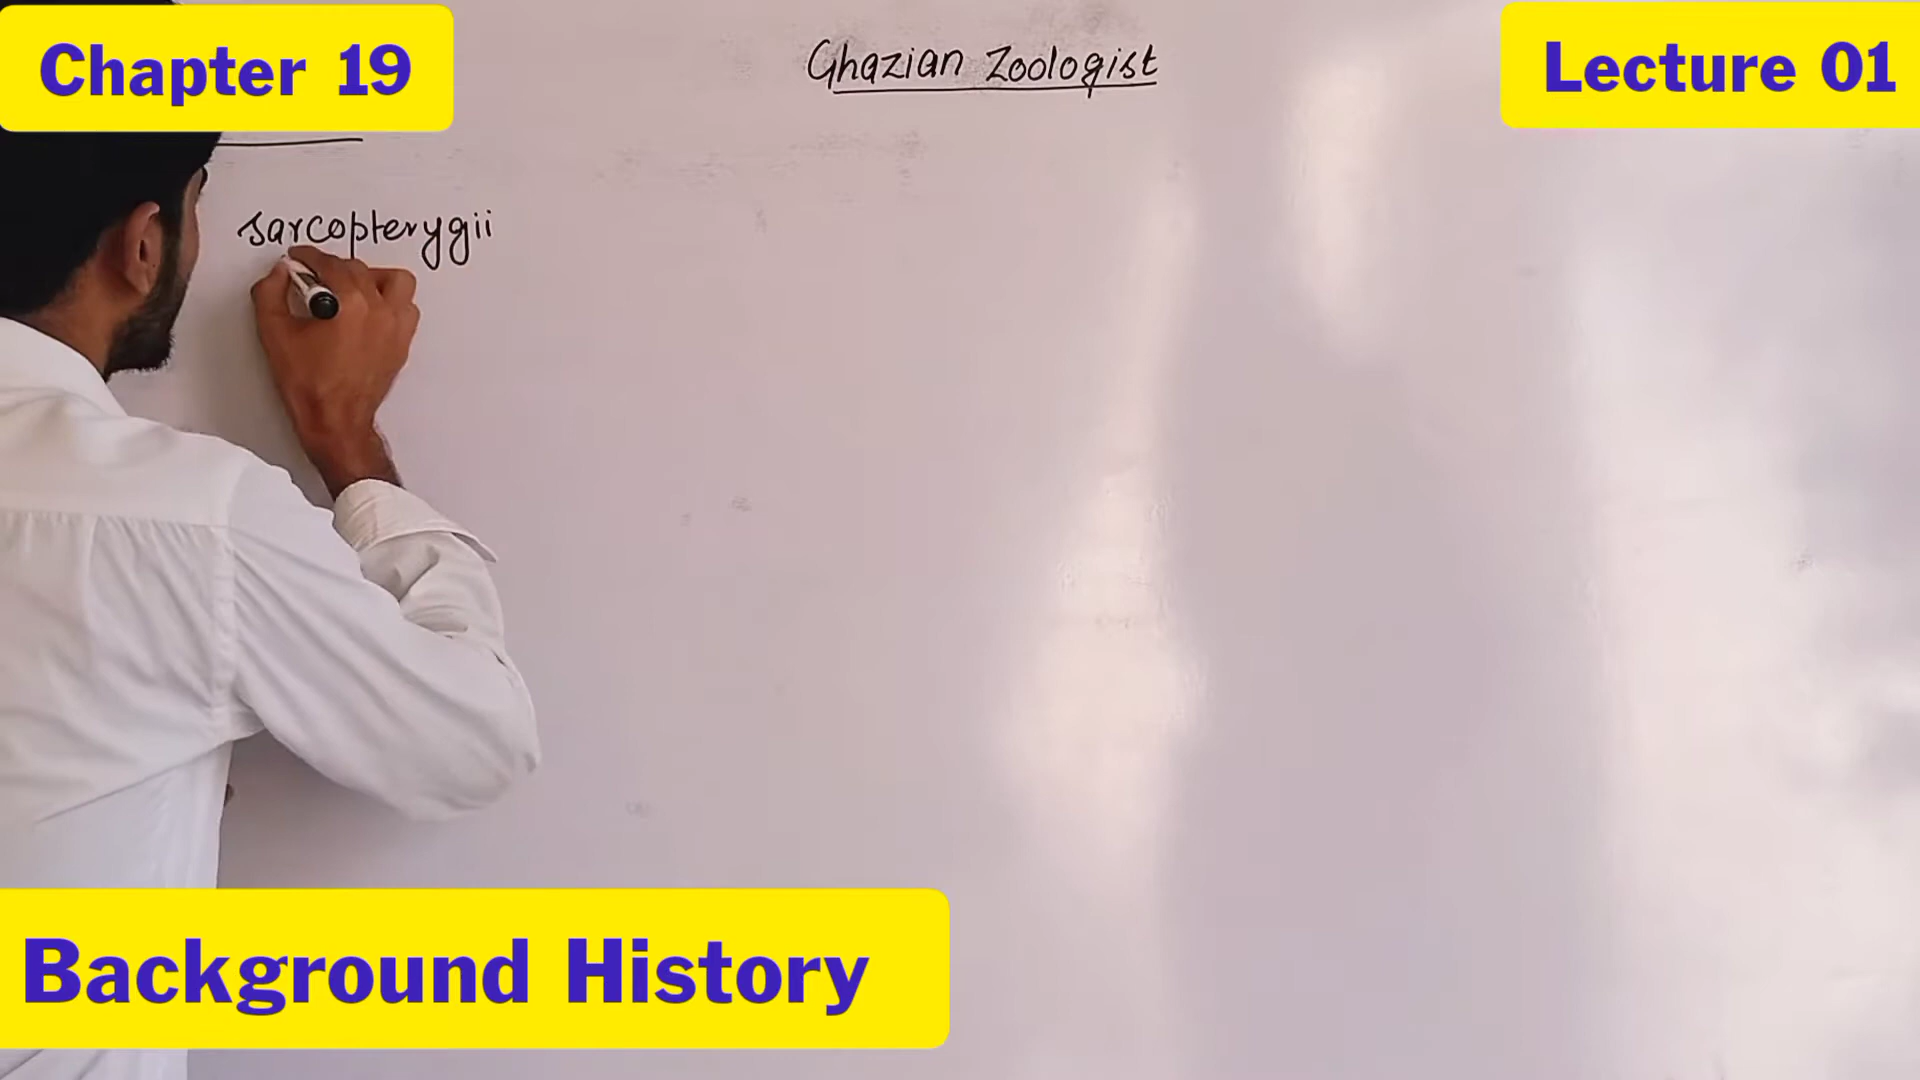 Chapter 19
Ghazian Zoologist
Lecture 01
sarcopterygii
Background History